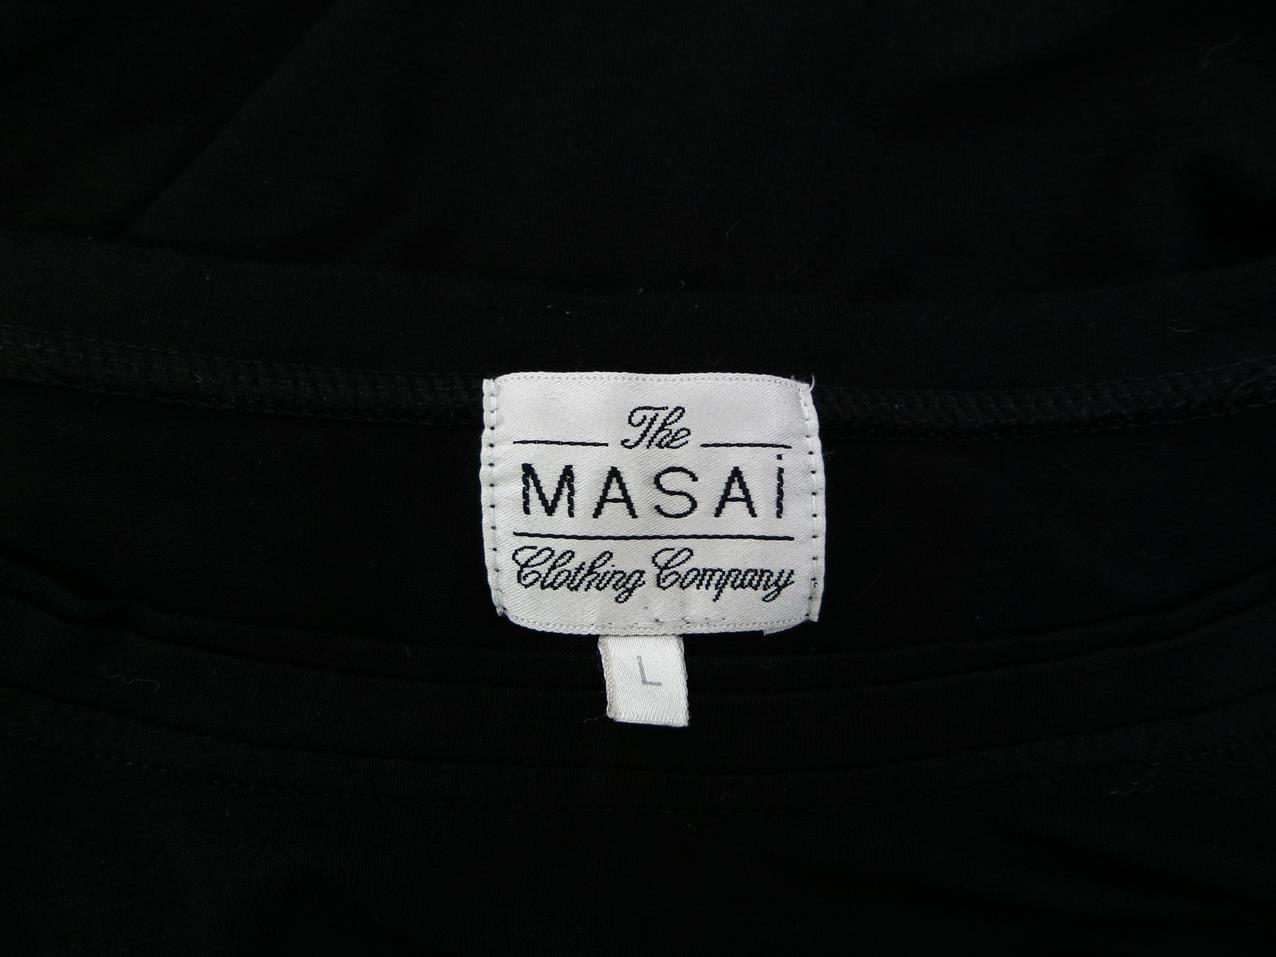 The
MASAi
Clothing Company
L